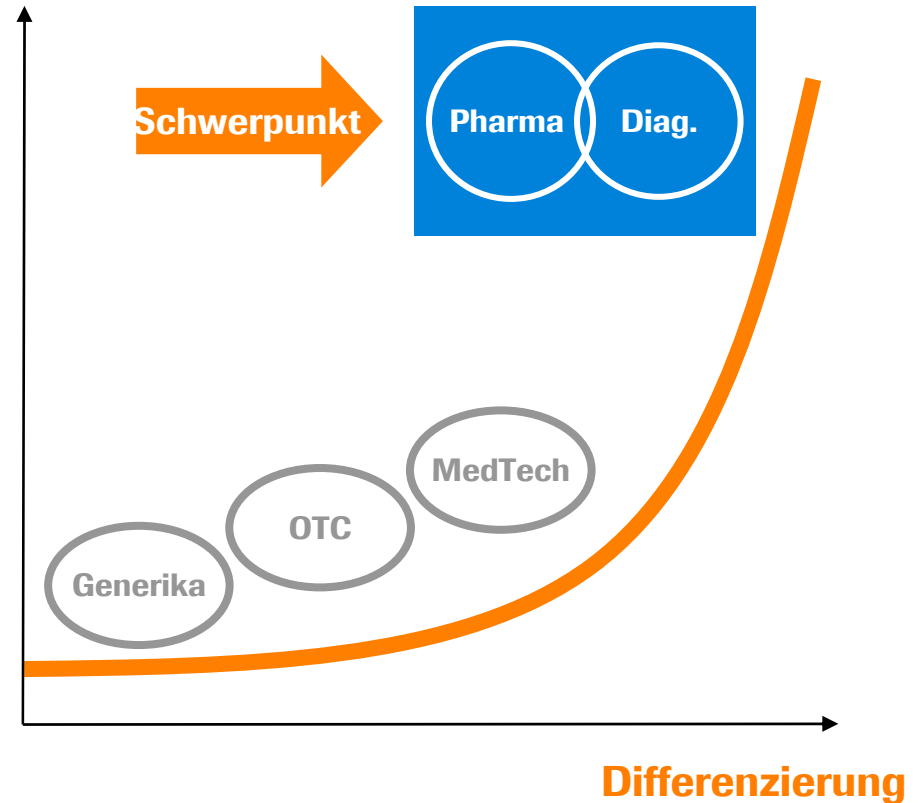 Schwerpunkt
Pharma
Diag.
MedTech
OTC
Generika
Differenzierung